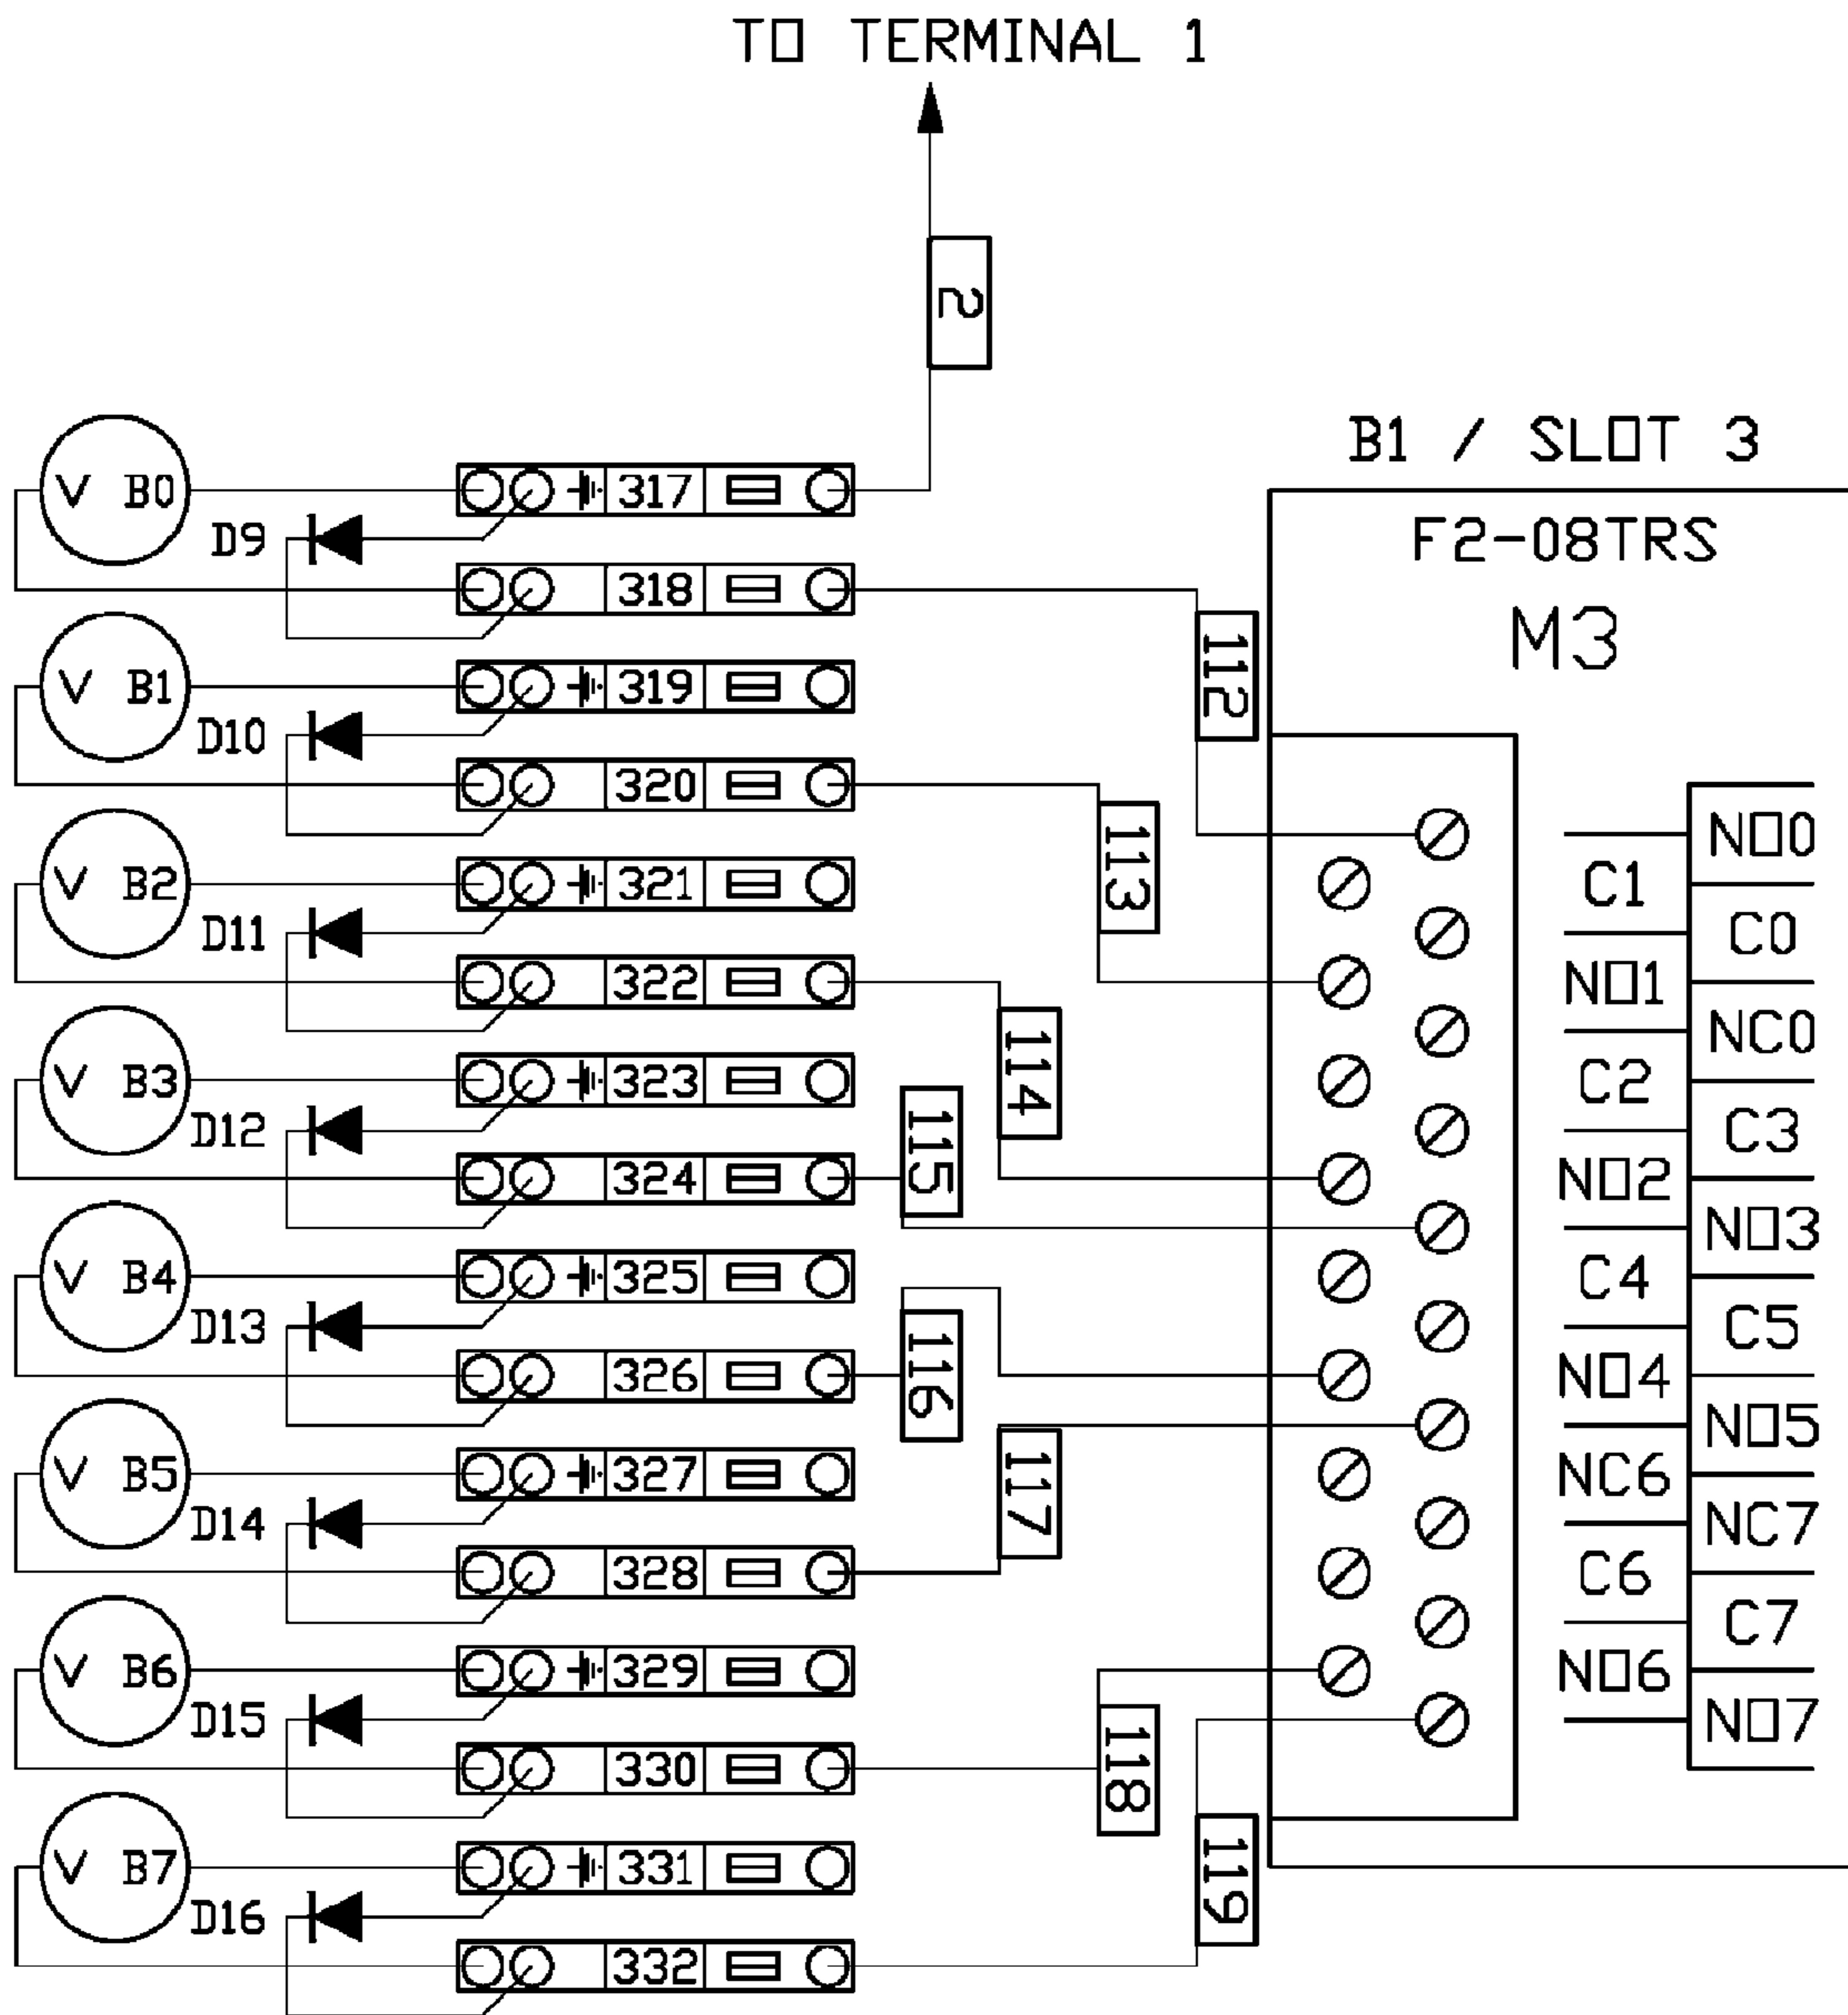 TO TERMINAL 1
2
B1 / SLOT 3
F2-08TRS
M3
V B0
D9
317
318
112
V B1
D10
319
320
113
V B2
D11
321
322
114
V B3
D12
323
324
115
V B4
D13
325
326
116
V B5
D14
327
328
117
V B6
D15
329
330
118
V B7
D16
331
332
119
NO0
C1
C0
NO1
NC0
C2
C3
NO2
NO3
C4
C5
NO4
NO5
NC6
NC7
C6
C7
NO6
NO7